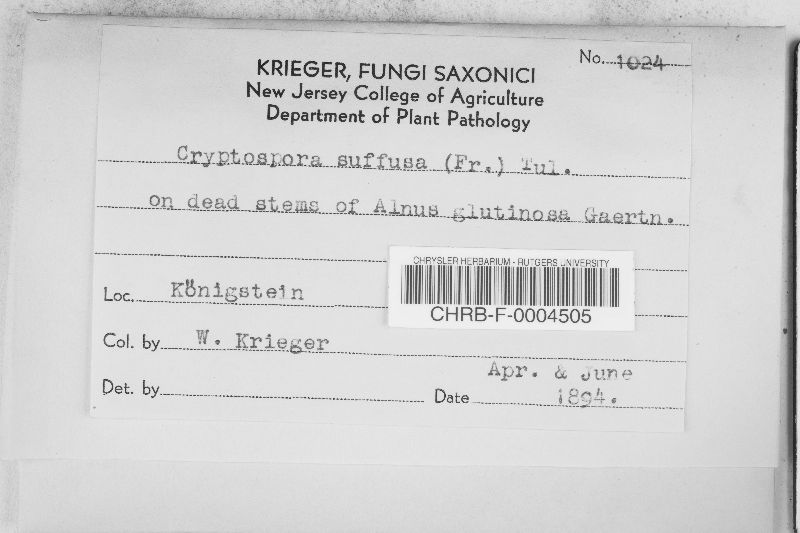 No. 1024
KRIEGER, FUNGI SAXONICI
New Jersey College of Agriculture
Department of Plant Pathology
Cryptospora suffusa (Fr.) Tul.
on dead stems of Alnus glutinosa Gaertn.
CHRYSLER HERBARIUM - RUTGERS UNIVERSITY
CHRB-F-0004505
Loc. Königstein
Col. by W. Krieger
Det. by
Date Apr. & June 1894.